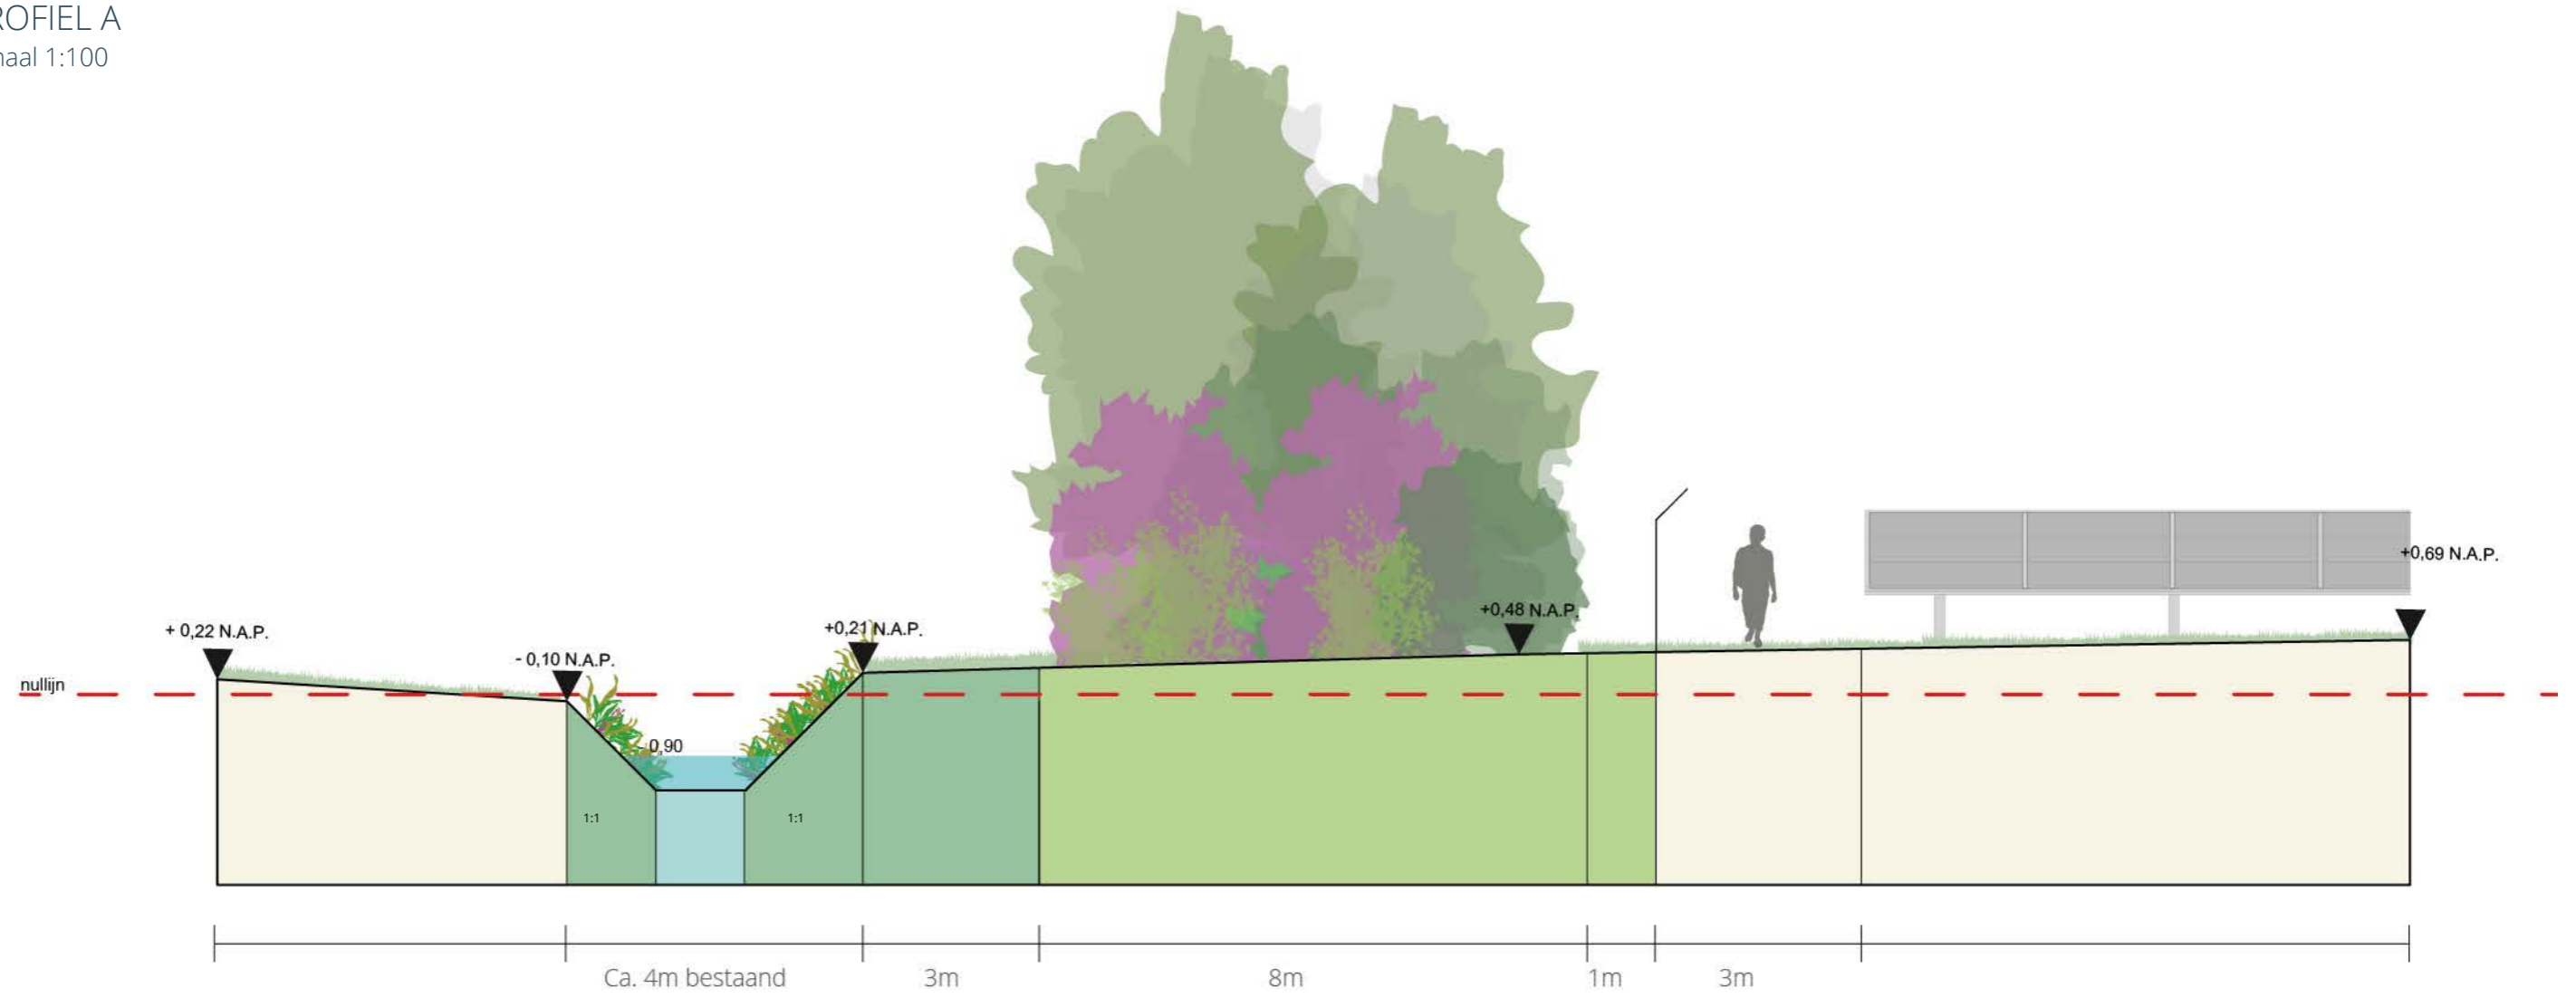 ROFIEL A
haal 1:100
+0,69 N.A.P.
+0,48 N.A.P.
+ 0,22 N.A.P.
+0,21 N.A.P.
- 0,10 N.A.P.
nullijn
- 0,90
1:1
1:1
Ca. 4m bestaand
3m
8m
1m
3m